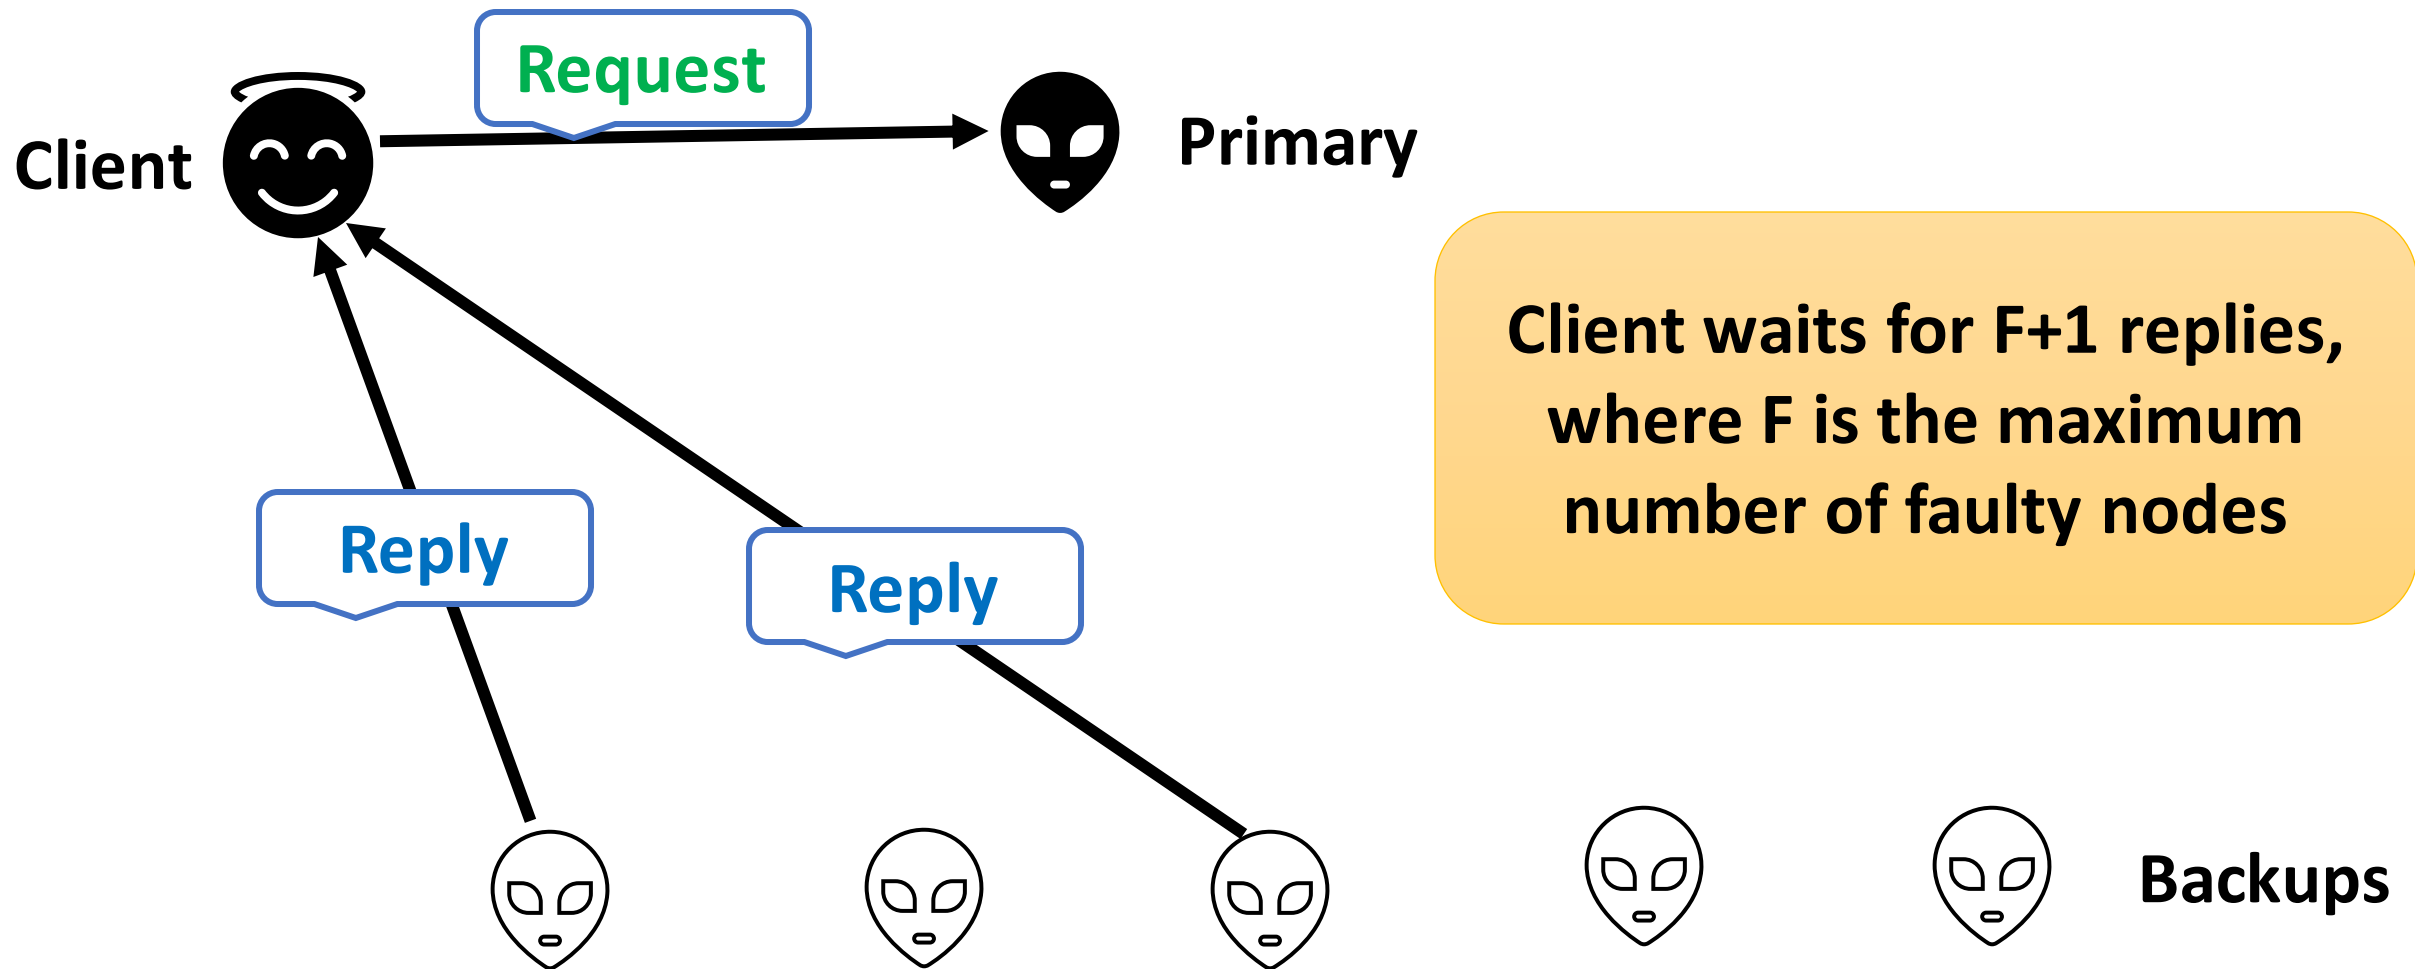 Request
Client
Primary
Client waits for F+1 replies,
where F is the maximum
number of faulty nodes
Reply
Reply
Backups